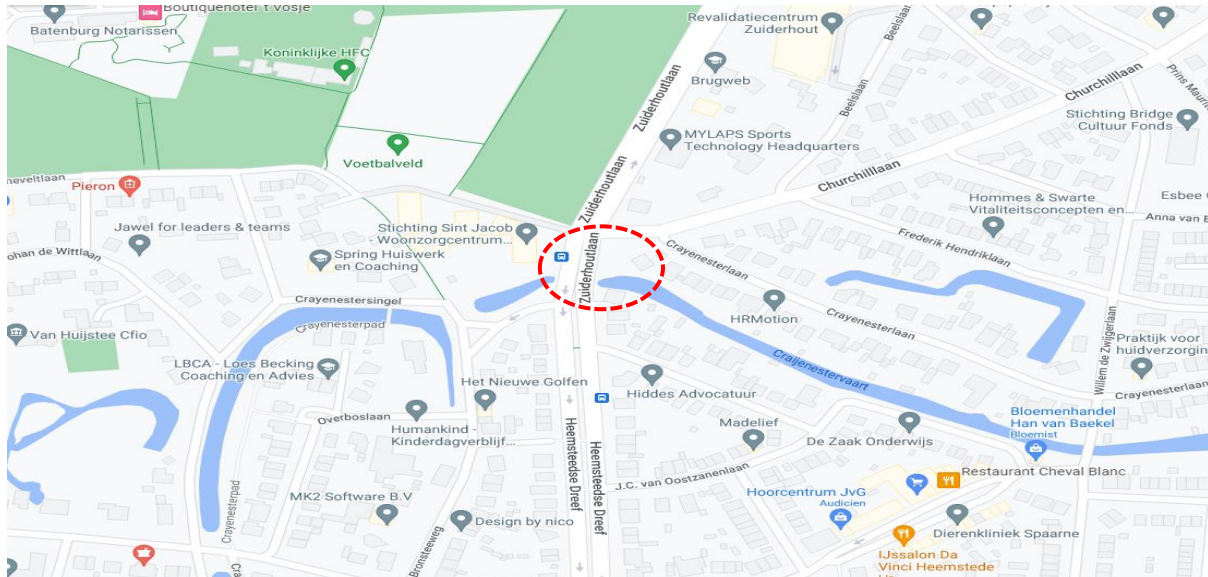 Boutiquehotel 't Vosje
Batenburg Notarissen
Koninklijke HFC
Revalidatiecentrum
Zuiderhout
Brugweb
Zuiderhoutlaan
Beelslaan
Beelslaan
Churchilllaan
Prins Mauri
Stichting Bridge
Cultuur Fonds
MYLAPS Sports
Technology Headquarters
Voetbalveld
Zuiderhoutlaan
Churchilllaan
neveltlaan
Pieron
Hommes & Swarte
Vitaliteitsconcepten en...
Esbee
Anna van B
Jawel for leaders & teams
Stichting Sint Jacob
- Woonzorgcentrum...
Frederik Hendriklaan
ohan de Wittlaan
Spring Huiswerk
en Coaching
Zuiderhoutlaan
Crayenesterlaan
Crayenestersingel
Crayenesterpad
HRMotion
Crayenesterlaan
Van Huijstee Cfio
Willem de Zwijgerlaan
Praktijk voor
huidverzorgin
LBCA - Loes Becking
Coaching en Advies
Craijenestervaart
Het Nieuwe Golfen
Hiddes Advocatuur
Crayenesterlaan
Overboslaan
Humankind -
Kinderdagverblijf...
Heemsteedse Dreef
Heemsteedse Dreef
Madelief
De Zaak Onderwijs
Bloemenhandel
Han van Baekel
Bloemist
Crayenesterpad
J.C. van Oostzanenlaan
Restaurant Cheval Blanc
MK2 Software B.V
Hoorcentrum JvG
Audicien
Design by nico
Bronsteeweg
Dierenkliniek Spaarne
IJssalon Da
Vinci Heemstede